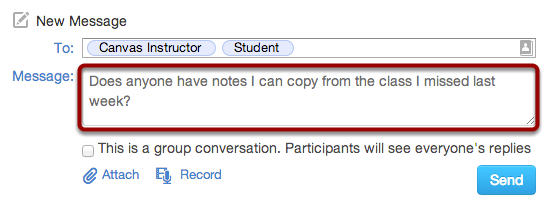 New Message
To: Canvas Instructor Student
Message: Does anyone have notes I can copy from the class I missed last
week?
This is a group conversation. Participants will see everyone's replies
Attach Record Send